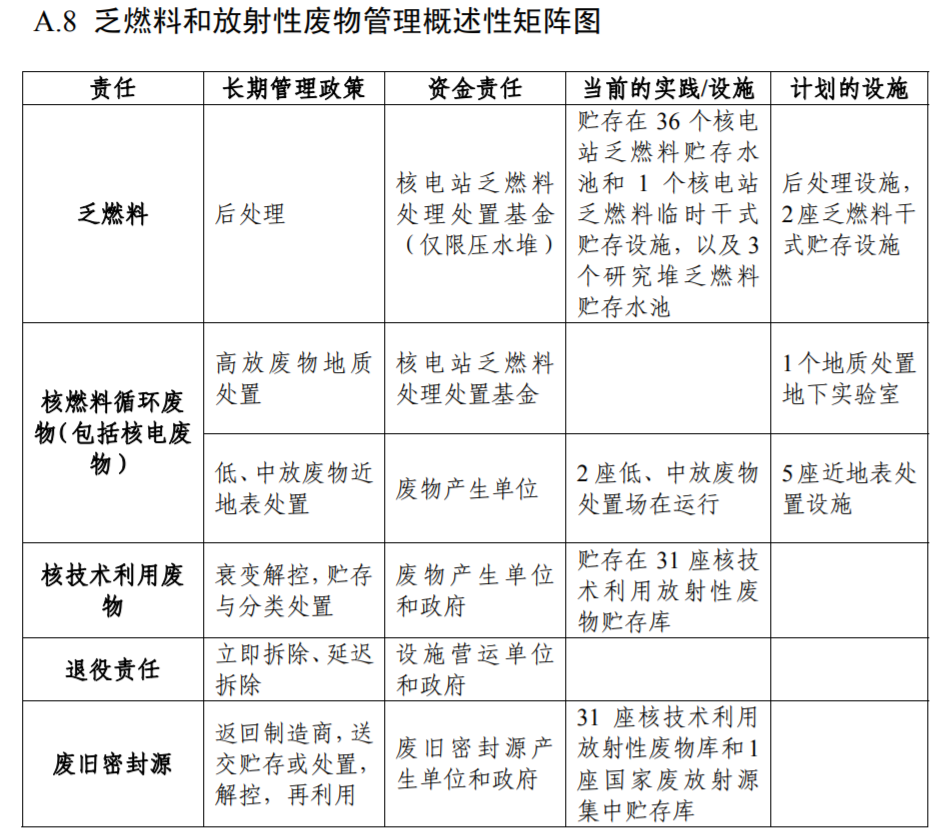 A.8 乏燃料和放射性废物管理概述性矩阵图
责任
长期管理政策
资金责任
当前的实践/设施
计划的设施
乏燃料
后处理
核电站乏燃料
处理处置基金
（仅限压水堆）
贮存在 36 个核电
站乏燃料贮存水
池和 1 个核电站
乏燃料临时干式
贮存设施，以及 3
个研究堆乏燃料
贮存水池
后处理设施，
2座乏燃料干
式贮存设施
核燃料循环废
物（包括核电废
物）
高放废物地质
处置
核电站乏燃料
处理处置基金
1个地质处置
地下实验室
低、中放废物近
地表处置
废物产生单位
2座低、中放废物
处置场在运行
5座近地表处
置设施
核技术利用废
物
衰变解控，贮存
与分类处置
废物产生单位
和政府
贮存在 31 座核技
术利用放射性废
物贮存库
退役责任
立即拆除、延迟
拆除
设施营运单位
和政府
废旧密封源
返回制造商，送
交贮存或处置，
解控，再利用
废旧密封源产
生单位和政府
31 座核技术利用
放射性废物库和 1
座国家废放射源
集中贮存库